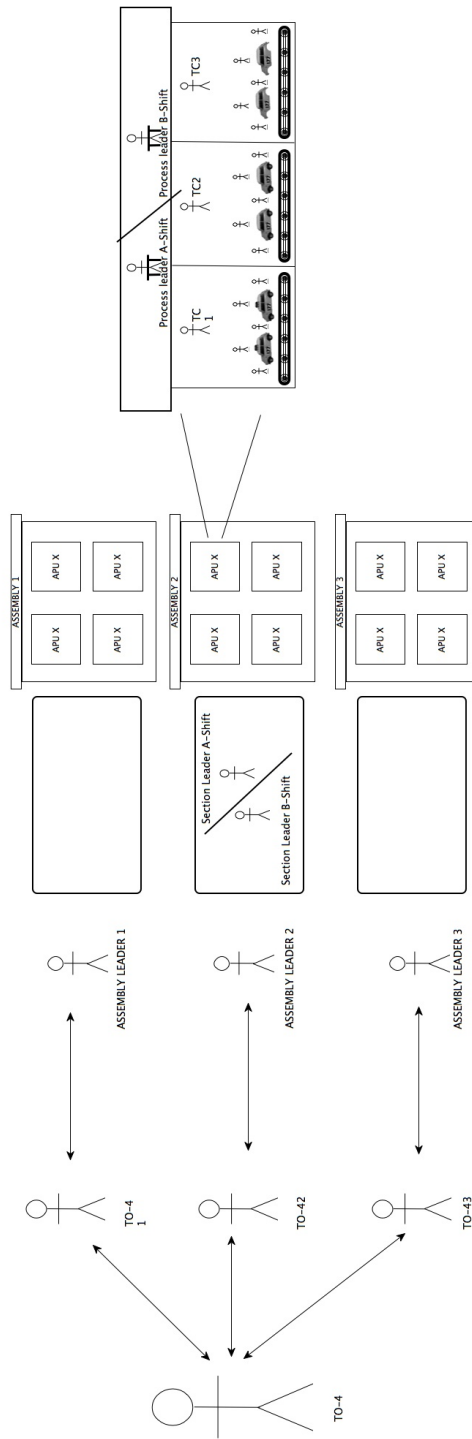 TO-4
TO-4
1
TO-42
TO-43
ASSEMBLY LEADER 1
ASSEMBLY LEADER 2
ASSEMBLY LEADER 3
Section Leader A-Shift
Section Leader B-Shift
ASSEMBLY 1
APU X
APU X
APU X
APU X
ASSEMBLY 2
APU X
APU X
APU X
APU X
ASSEMBLY 3
APU X
APU X
APU X
APU X
Process leader A-Shift
Process leader B-Shift
TC
1
TC2
TC3